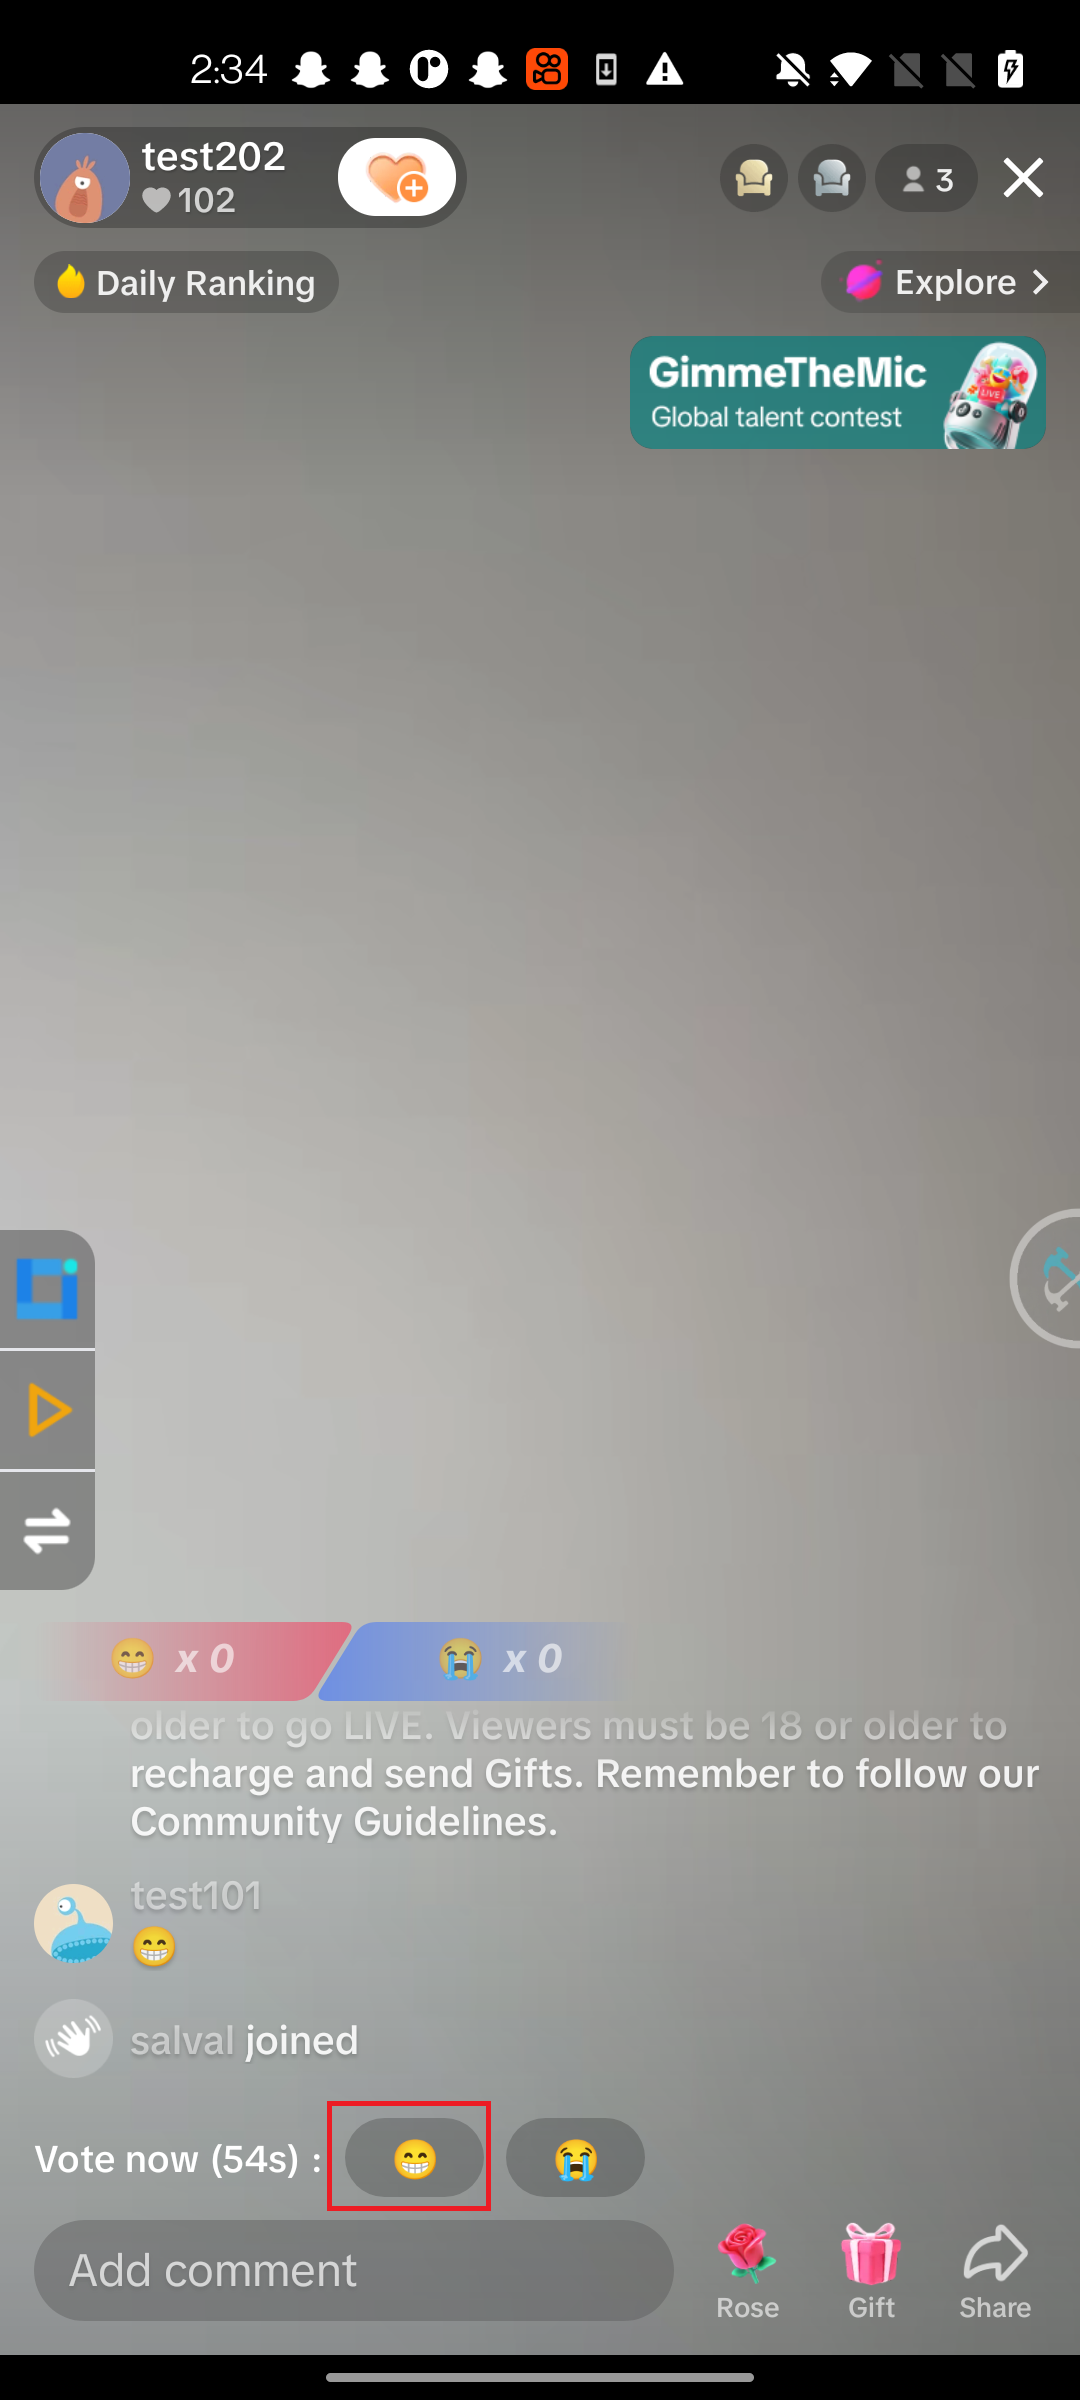 2:34
test202
102
3
Daily Ranking
Explore
GimmeTheMic
Global talent contest
LIVE
x 0
x 0
older to go LIVE. Viewers must be 18 or older to
recharge and send Gifts. Remember to follow our
Community Guidelines.
test101
salval joined
Vote now (54s) :
Add comment
Rose
Gift
Share